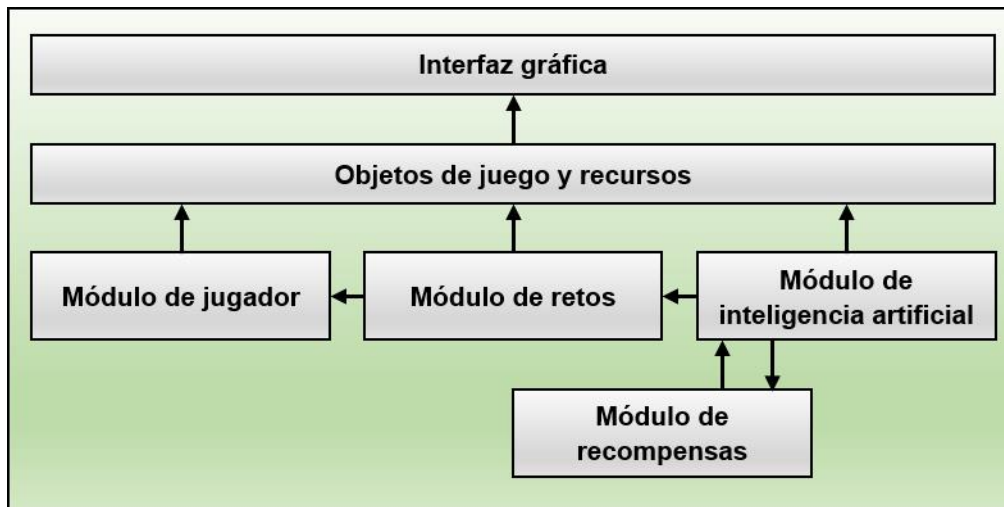 Interfaz gráfica
Objetos de juego y recursos
Módulo de jugador
Módulo de retos
Módulo de
inteligencia artificial
Módulo de
recompensas